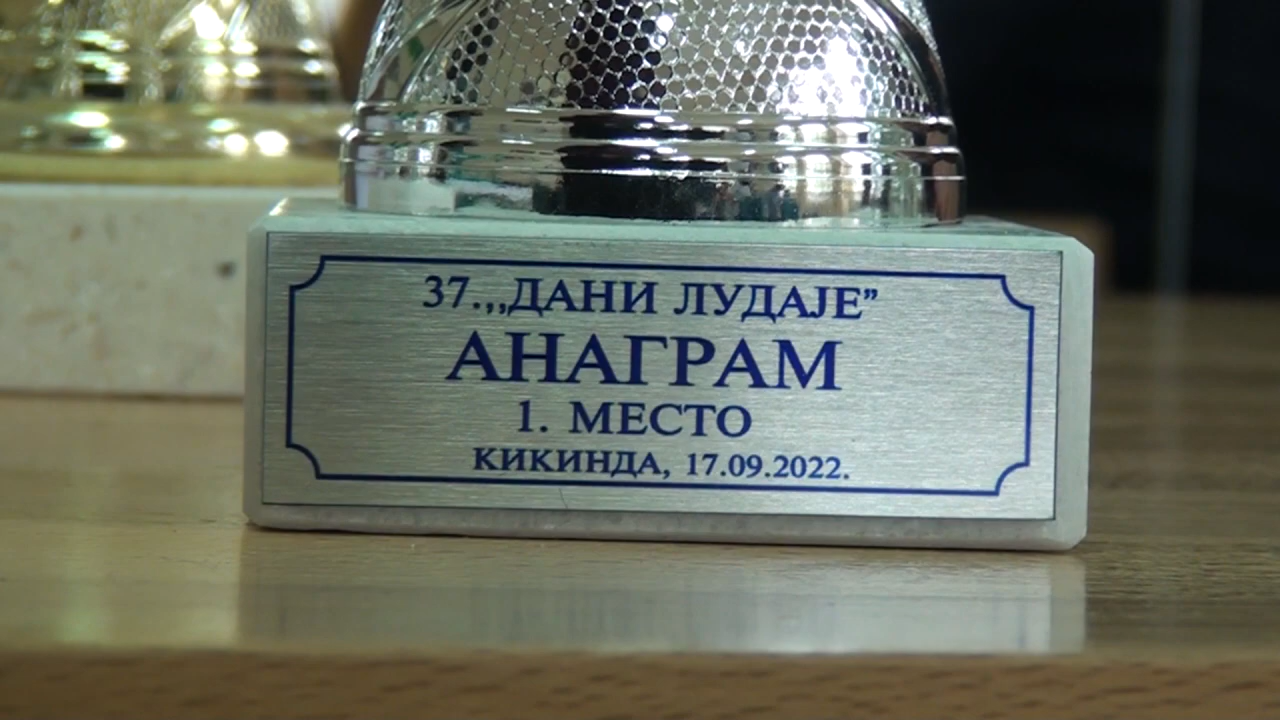 37.,,ДАНИ ЛУДАЈЕ”
АНАГРАМ
1. МЕСТО
КИКИНДА, 17.09.2022.